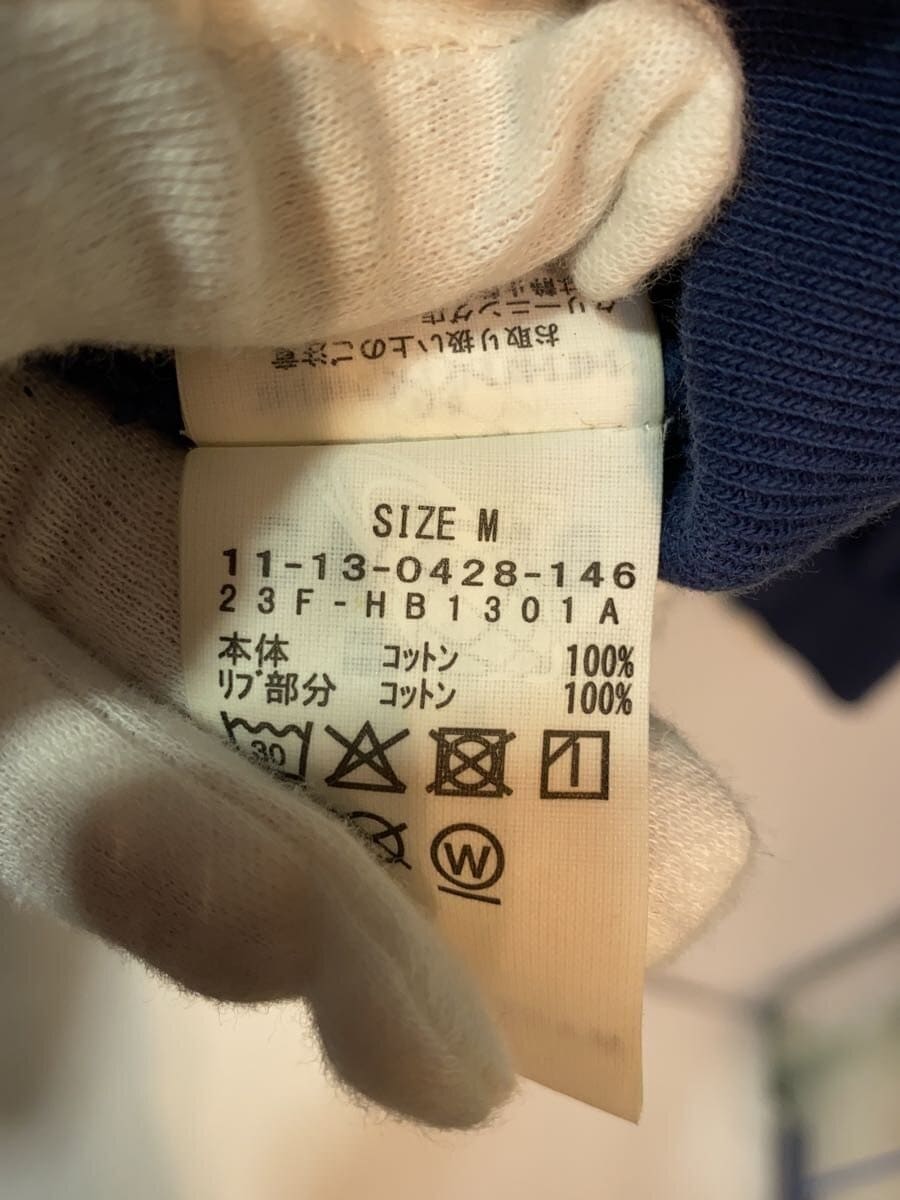 お取り扱い上のご注意
SIZE M
11-13-0428-146
23F-HB1301A
本体 コットン 100%
リブ部分 コットン 100%
30
W